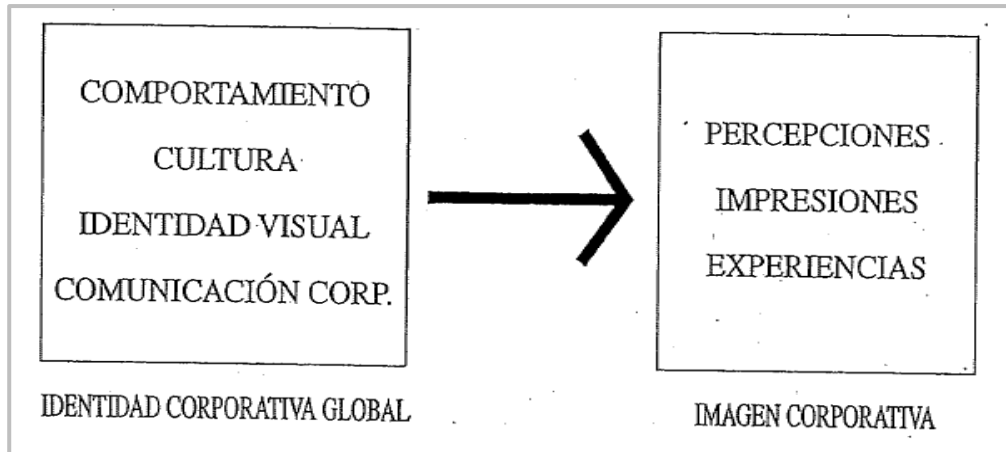 COMPORTAMIENTO
CULTURA
IDENTIDAD VISUAL
COMUNICACIÓN CORP.
IDENTIDAD CORPORATIVA GLOBAL
PERCEPCIONES
IMPRESIONES
EXPERIENCIAS
IMAGEN CORPORATIVA